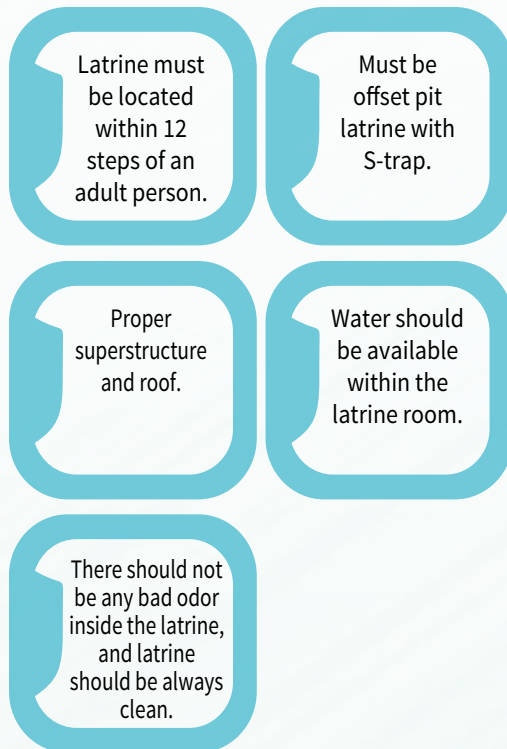 Latrine must
be located
within 12
steps of an
adult person.
Must be
offset pit
latrine with
S-trap.
Proper
superstructure
and roof.
Water should
be available
within the
latrine room.
There should not
be any bad odor
inside the latrine,
and latrine
should be always
clean.